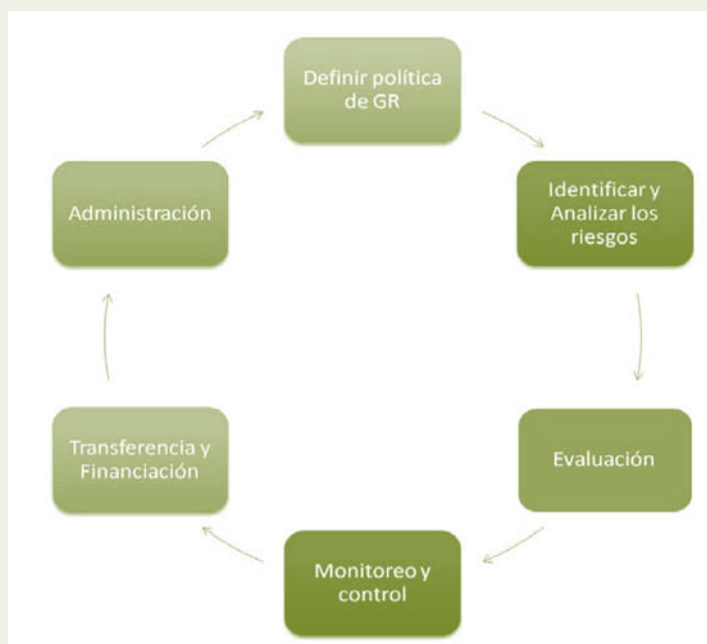 Definir política
de GR
Identificar y
Analizar los
riesgos
Evaluación
Monitoreo y
control
Transferencia y
Financiación
Administración